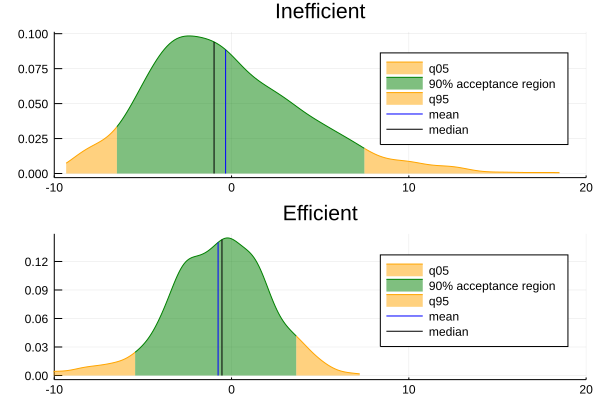 Inefficient
0.100
0.075
0.050
0.025
0.000
-10 0 10 20
q05
90% acceptance region
q95
mean
median
Efficient
0.12
0.09
0.06
0.03
0.00
-10 0 10 20
q05
90% acceptance region
q95
mean
median